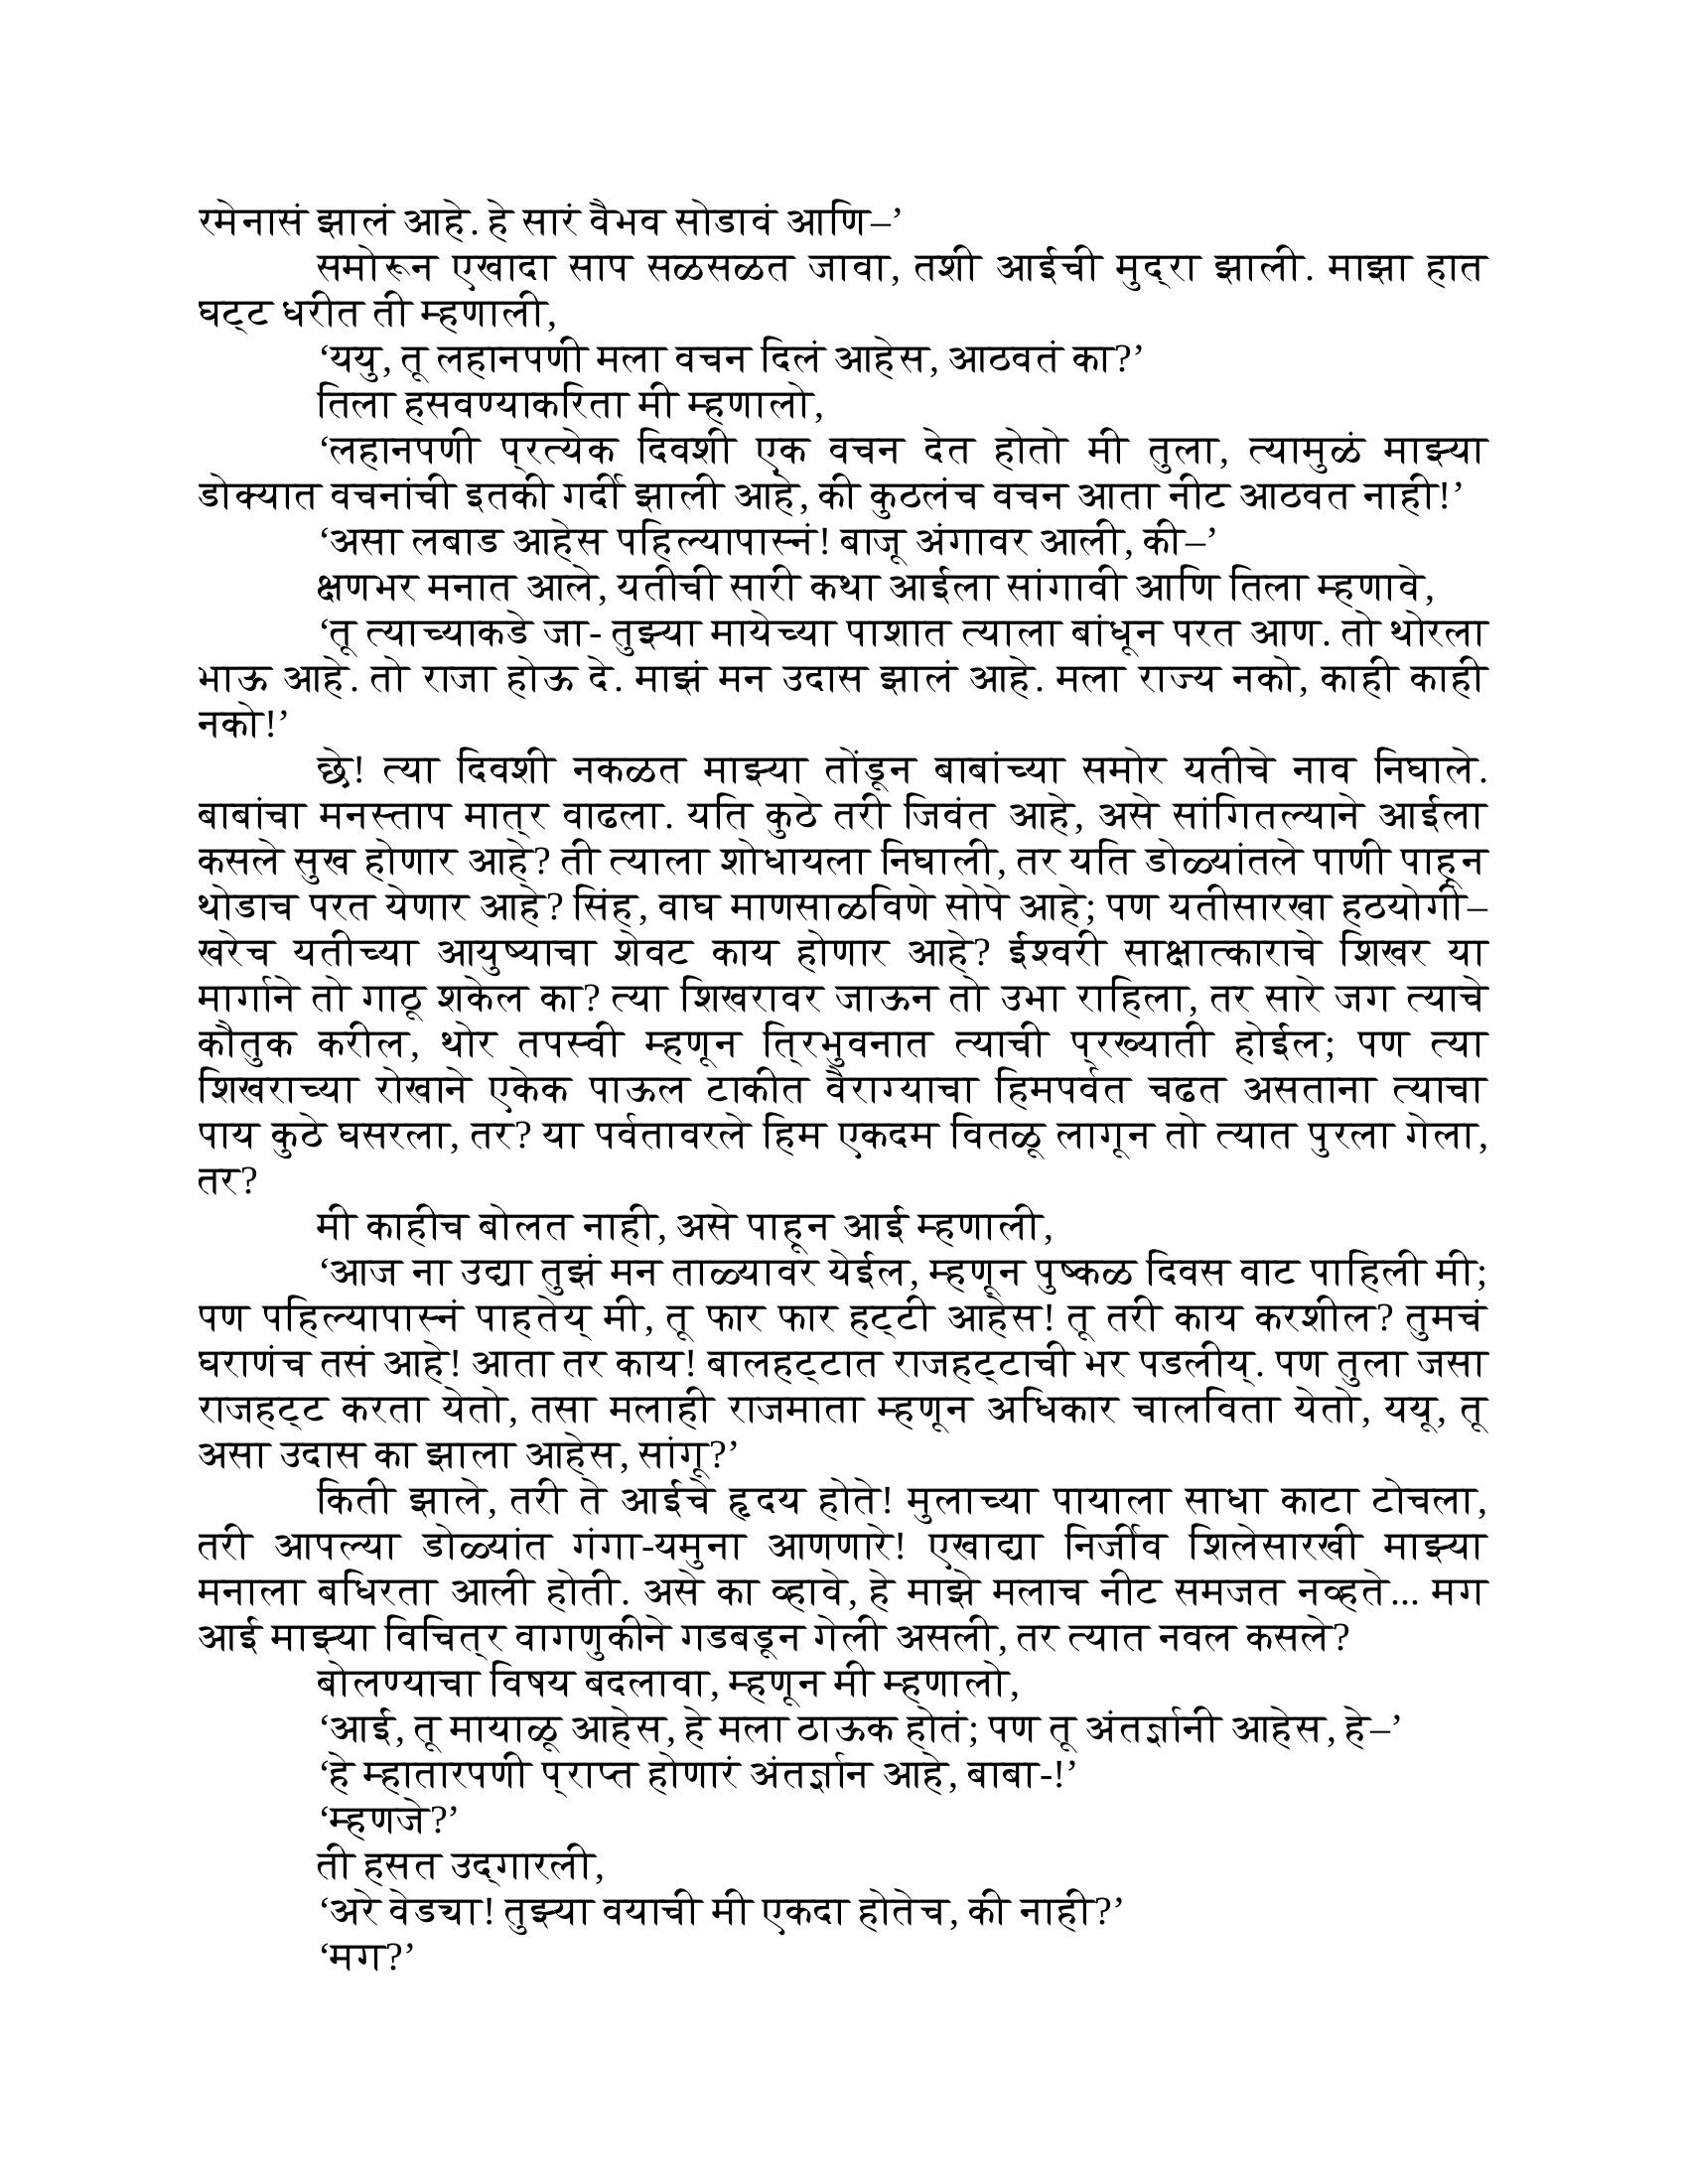 रमेनासं झालं आहे. हे सारं वैभव सोडावं आणि–’
समोरून एखादा साप सळसळत जावा, तशी आईची मुद्‌रा झाली. माझा हात
घट्‌ट धरीत ती म्हणाली,
‘ययु, तू लहानपणी मला वचन दिलं आहेस, आठवतं का?’
तिला हसवण्याकरिता मी म्हणालो,
‘लहानपणी प्‌रत्येक दिवशी एक वचन देत होतो मी तुला, त्यामुळं माझ्या
डोक्यात वचनांची इतकी गर्दी झाली आहे, की कुठलंच वचन आता नीट आठवत नाही!’
‘असा लबाड आहेस पहिल्यापास्नं! बाजू अंगावर आली, की–’
क्षणभर मनात आले, यतीची सारी कथा आईला सांगावी आणि तिला म्हणावे,
‘तू त्याच्याकडे जा- तुझ्या मायेच्या पाशात त्याला बांधून परत आण. तो थोरला
भाऊ आहे. तो राजा होऊ दे. माझं मन उदास झालं आहे. मला राज्य नको, काही काही
नको!’
छे! त्या दिवशी नकळत माझ्या तोंडून बाबांच्या समोर यतीचे नाव निघाले.
बाबांचा मनस्ताप मात्‌र वाढला. यति कुठे तरी जिवंत आहे, असे सांगितल्याने आईला
कसले सुख होणार आहे? ती त्याला शोधायला निघाली, तर यति डोळ्यांतले पाणी पाहून
थोडाच परत येणार आहे? सिंह, वाघ माणसाळविणे सोपे आहे; पण यतीसारखा हठयोगी–
खरेच यतीच्या आयुष्याचा शेवट काय होणार आहे? ईश्वरी साक्षात्काराचे शिखर या
मार्गाने तो गाठू शकेल का? त्या शिखरावर जाऊन तो उभा राहिला, तर सारे जग त्याचे
कौतुक करील, थोर तपस्वी म्हणून त्‌रिभुवनात त्याची प्‌रख्याती होईल; पण त्या
शिखराच्या रोखाने एकेक पाऊल टाकीत वैराग्याचा हिमपर्वत चढत असताना त्याचा
पाय कुठे घसरला, तर? या पर्वतावरले हिम एकदम वितळू लागून तो त्यात पुरला गेला,
तर?
मी काहीच बोलत नाही, असे पाहून आई म्हणाली,
‘आज ना उद्या तुझं मन ताळ्यावर येईल, म्हणून पुष्कळ दिवस वाट पाहिली मी;
पण पहिल्यापास्नं पाहतेय् मी, तू फार फार हट्‌टी आहेस! तू तरी काय करशील? तुमचं
घराणंच तसं आहे! आता तर काय! बालहट्‌टात राजहट्‌टाची भर पडलीय्. पण तुला जसा
राजहट्‌ट करता येतो, तसा मलाही राजमाता म्हणून अधिकार चालविता येतो, ययू, तू
असा उदास का झाला आहेस, सांगू?’
किती झाले, तरी ते आईचे हृदय होते! मुलाच्या पायाला साधा काटा टोचला,
तरी आपल्या डोळ्यांत गंगा-यमुना आणणारे! एखाद्या निर्जीव शिलेसारखी माझ्या
मनाला बधिरता आली होती. असे का व्हावे, हे माझे मलाच नीट समजत नव्हते... मग
आई माझ्या विचित्‌र वागणुकीने गडबडून गेली असली, तर त्यात नवल कसले?
बोलण्याचा विषय बदलावा, म्हणून मी म्हणालो,
‘आई, तू मायाळू आहेस, हे मला ठाऊक होतं; पण तू अंतर्ज्ञानी आहेस, हे–’
‘हे म्हातारपणी प्‌राप्त होणारं अंतर्ज्ञान आहे, बाबा-!’
‘म्हणजे?’
ती हसत उद्‌गारली,
‘अरे वेड्या! तुझ्या वयाची मी एकदा होतेच, की नाही?’
‘मग?’